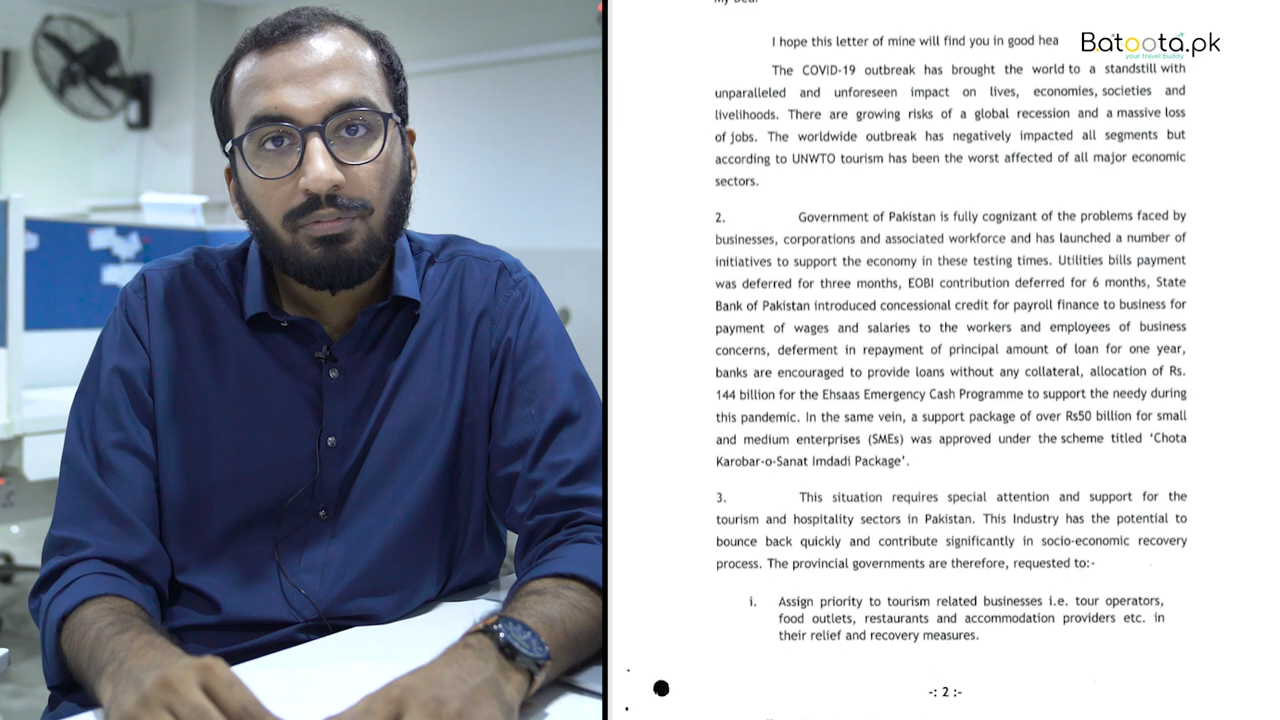 My Dear
I hope this letter of mine will find you in good hea
Batoota.pk
your travel buddy
The COVID-19 outbreak has brought the world to a standstill with
unparalleled and unforeseen impact on lives, economies, societies and
livelihoods. There are growing risks of a global recession and a massive loss
of jobs. The worldwide outbreak has negatively impacted all segments but
according to UNWTO tourism has been the worst affected of all major economic
sectors.
2. Government of Pakistan is fully cognizant of the problems faced by
businesses, corporations and associated workforce and has launched a number of
initiatives to support the economy in these testing times. Utilities bills payment
was deferred for three months, EOBI contribution deferred for 6 months, State
Bank of Pakistan introduced concessional credit for payroll finance to business for
payment of wages and salaries to the workers and employees of business
concerns, deferment in repayment of principal amount of loan for one year,
banks are encouraged to provide loans without any collateral, allocation of Rs.
144 billion for the Ehsaas Emergency Cash Programme to support the needy during
this pandemic. In the same vein, a support package of over Rs50 billion for small
and medium enterprises (SMEs) was approved under the scheme titled ‘Chota
Karobar-o-Sanat Imdadi Package’.
3. This situation requires special attention and support for the
tourism and hospitality sectors in Pakistan. This Industry has the potential to
bounce back quickly and contribute significantly in socio-economic recovery
process. The provincial governments are therefore, requested to:-
i. Assign priority to tourism related businesses i.e. tour operators,
food outlets, restaurants and accommodation providers etc. in
their relief and recovery measures.
-: 2 :-